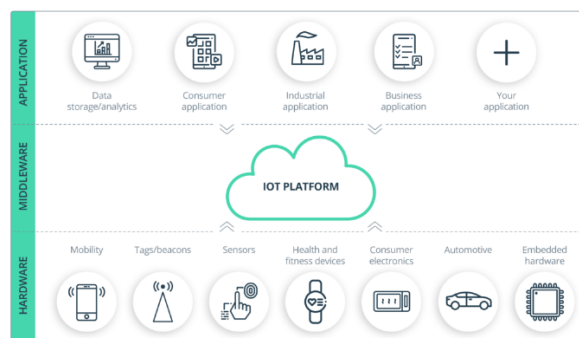 APPLICATION
Data
storage/analytics
Consumer
application
Industrial
application
Business
application
Your
application
MIDDLEWARE
IOT PLATFORM
HARDWARE
Mobility
Tags/beacons
Sensors
Health and
fitness devices
Consumer
electronics
Automotive
Embedded
hardware